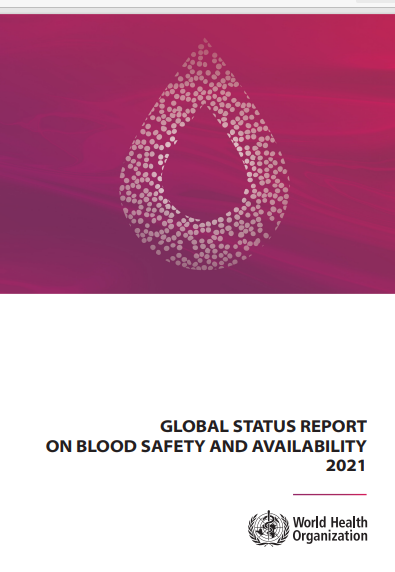 GLOBAL STATUS REPORT
ON BLOOD SAFETY AND AVAILABILITY
2021
World Health
Organization